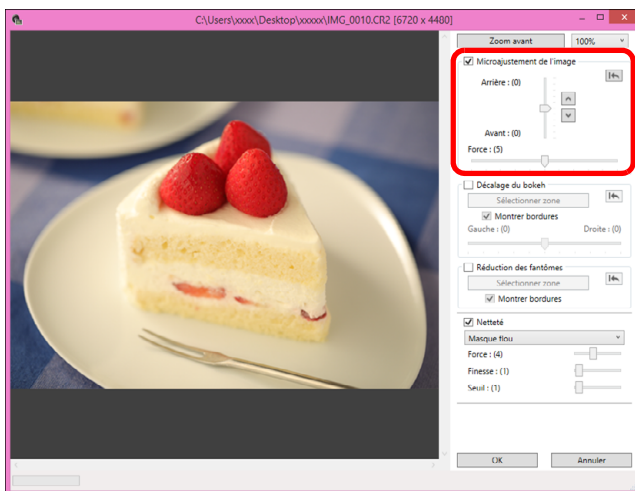 C:\Users\xxxx\Desktop\xxxxx\IMG_0010.CR2 [6720 x 4480]
Zoom avant 100%
Microajustement de l'image
Arrière : (0)
Avant : (0)
Force : (5)
Décalage du bokeh
Sélectionner zone
Montrer bordures
Gauche : (0) Droite : (0)
Réduction des fantômes
Sélectionner zone
Montrer bordures
Netteté
Masque flou
Force : (4)
Finesse : (1)
Seuil : (1)
OK Annuler